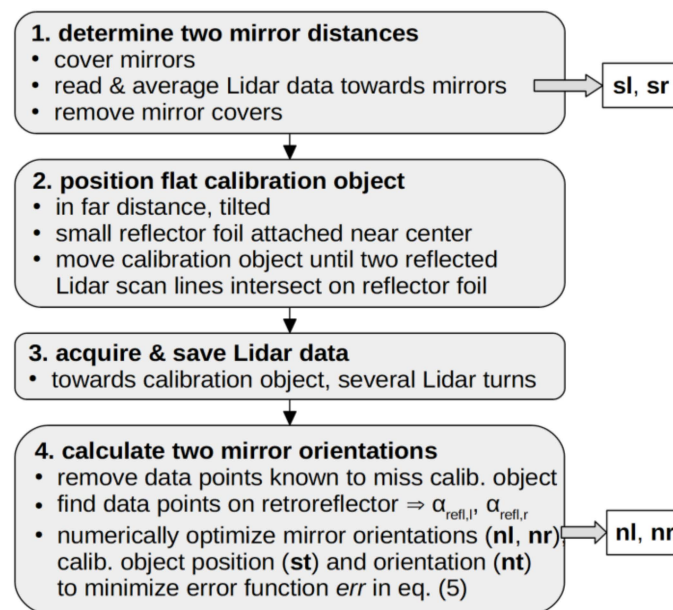 1. determine two mirror distances
• cover mirrors
• read & average Lidar data towards mirrors
• remove mirror covers
sl, sr
2. position flat calibration object
• in far distance, tilted
• small reflector foil attached near center
• move calibration object until two reflected
Lidar scan lines intersect on reflector foil
3. acquire & save Lidar data
• towards calibration object, several Lidar turns
4. calculate two mirror orientations
• remove data points known to miss calib. object
• find data points on retroreflector ⇒ α_refl,l, α_refl,r
• numerically optimize mirror orientations (nl, nr),
calib. object position (st) and orientation (nt)
to minimize error function err in eq. (5)
nl, nr